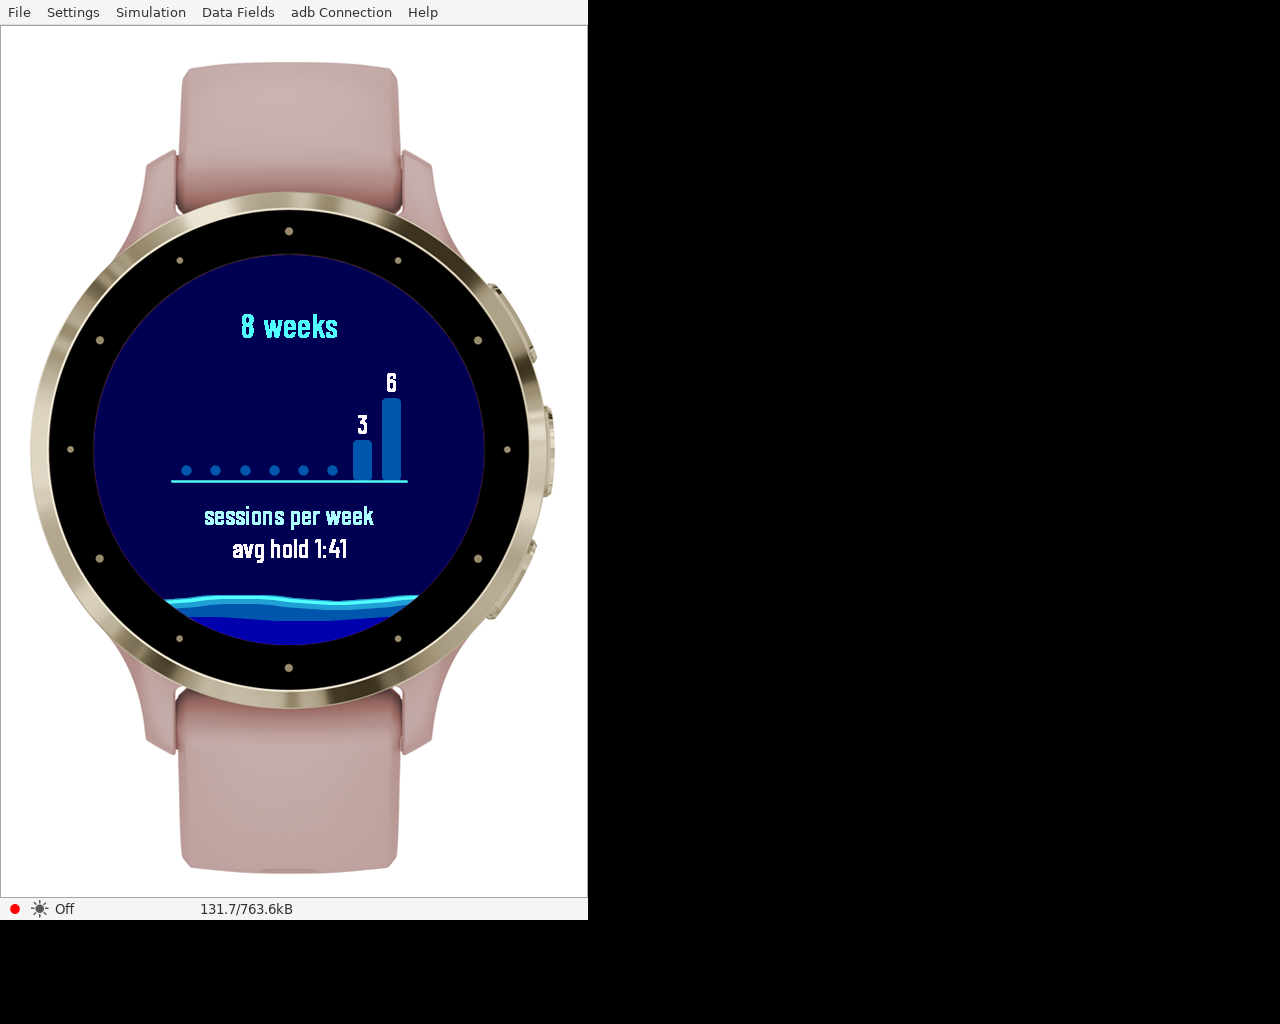 File Settings Simulation Data Fields adb Connection Help
8 weeks
6
3
sessions per week
avg hold 1:41
Off 131.7/763.6kB